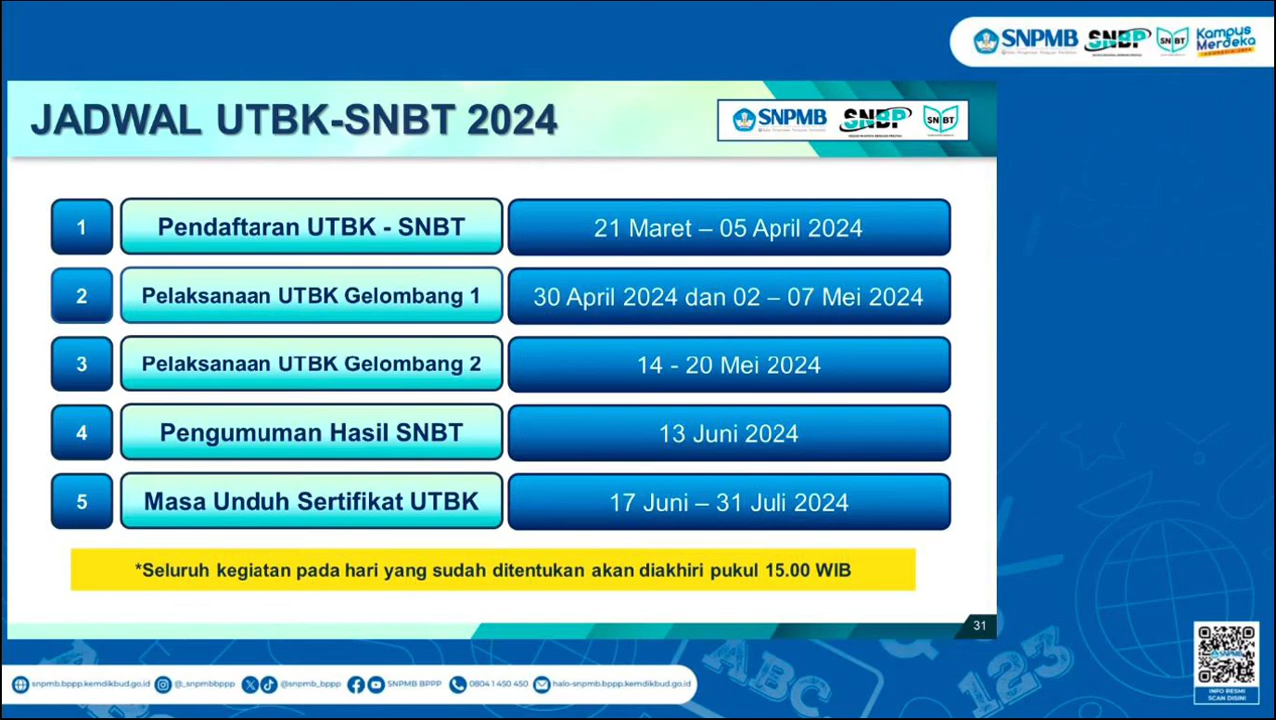 SNPMB SNBP SNBT Kampus Merdeka
JADWAL UTBK-SNBT 2024
SNPMB SNBP SNBT
1 Pendaftaran UTBK - SNBT 21 Maret – 05 April 2024
2 Pelaksanaan UTBK Gelombang 1 30 April 2024 dan 02 – 07 Mei 2024
3 Pelaksanaan UTBK Gelombang 2 14 - 20 Mei 2024
4 Pengumuman Hasil SNBT 13 Juni 2024
5 Masa Unduh Sertifikat UTBK 17 Juni – 31 Juli 2024
*Seluruh kegiatan pada hari yang sudah ditentukan akan diakhiri pukul 15.00 WIB
31
ABC
123
snpmb.bppp.kemdikbud.go.id @_snpmbbppp @snpmb_bppp SNPMB BPPP 0804 1 450 450 halo-snpmb.bppp.kemdikbud.go.id
INFO RESMI
SCAN DISINI